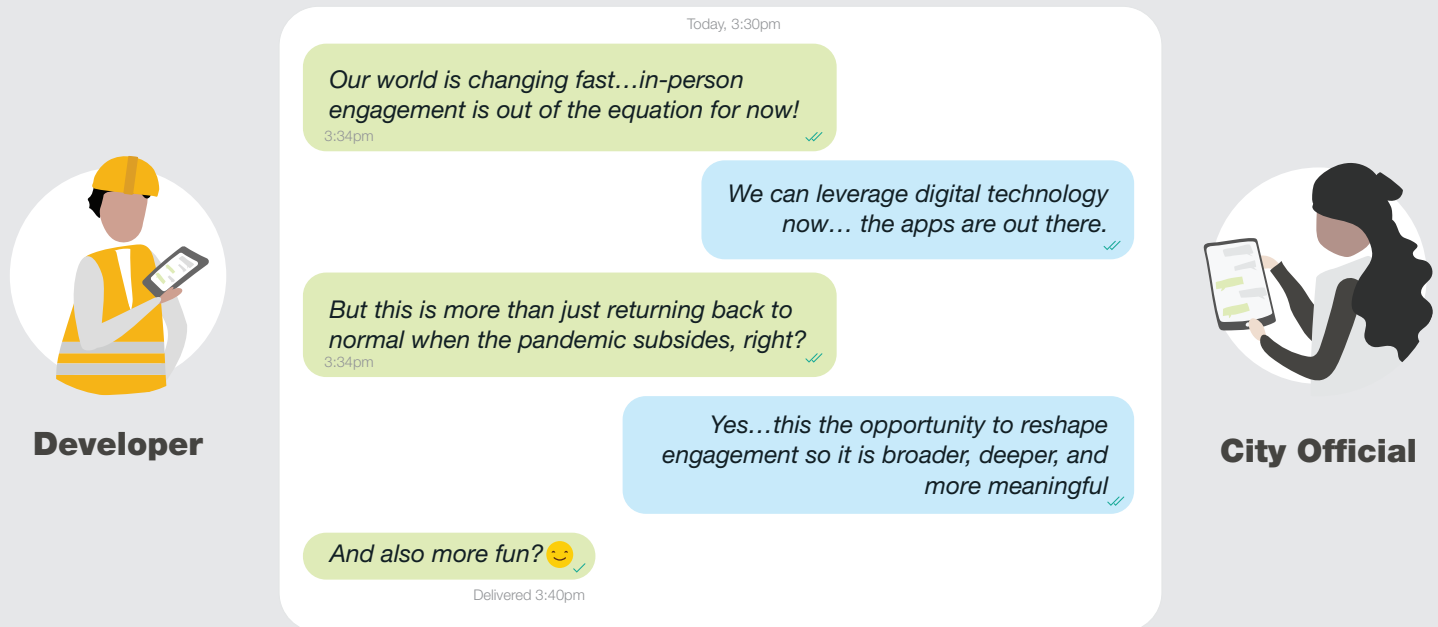 Today, 3:30pm
Our world is changing fast…in-person
engagement is out of the equation for now!
3:34pm
We can leverage digital technology
now… the apps are out there.
But this is more than just returning back to
normal when the pandemic subsides, right?
3:34pm
Yes…this the opportunity to reshape
engagement so it is broader, deeper, and
more meaningful
And also more fun?
Delivered 3:40pm
Developer
City Official